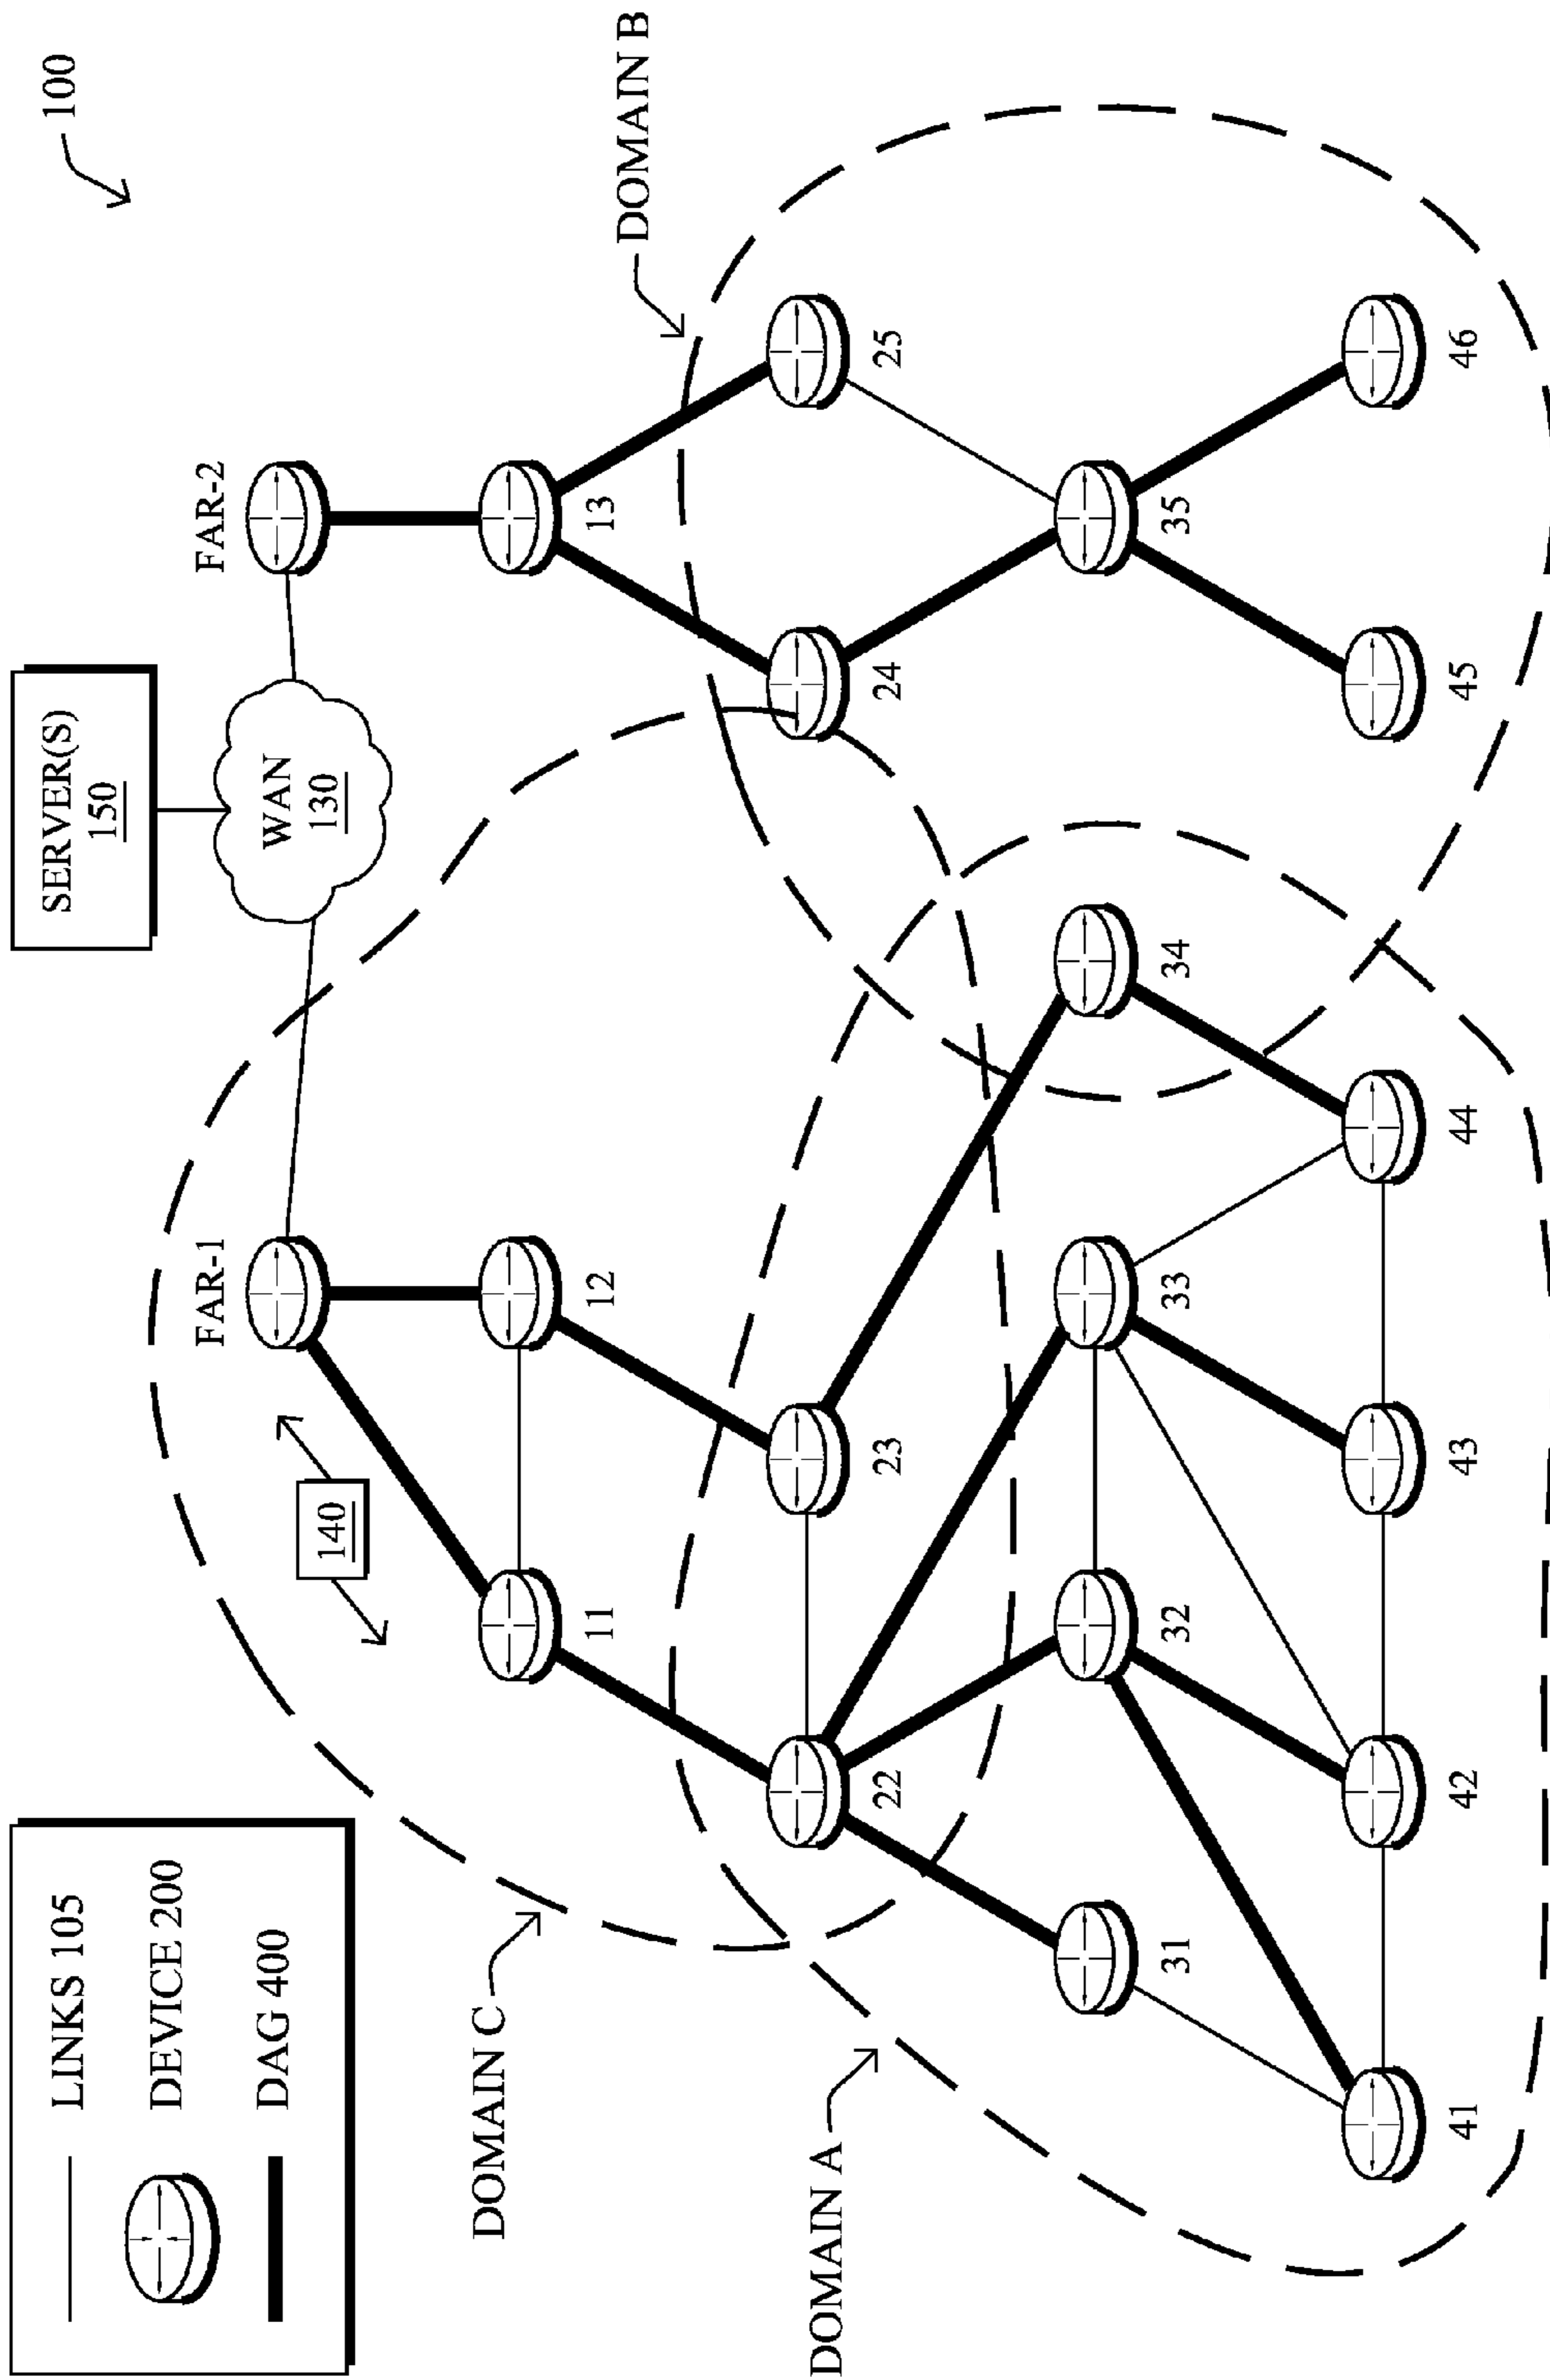 100
LINKS 105
DEVICE 200
DAG 400
SERVER(S)
150
WAN
130
FAR-1
FAR-2
140
11
12
13
DOMAIN C
DOMAIN B
22
23
24
25
DOMAIN A
31
32
33
34
35
41
42
43
44
45
46